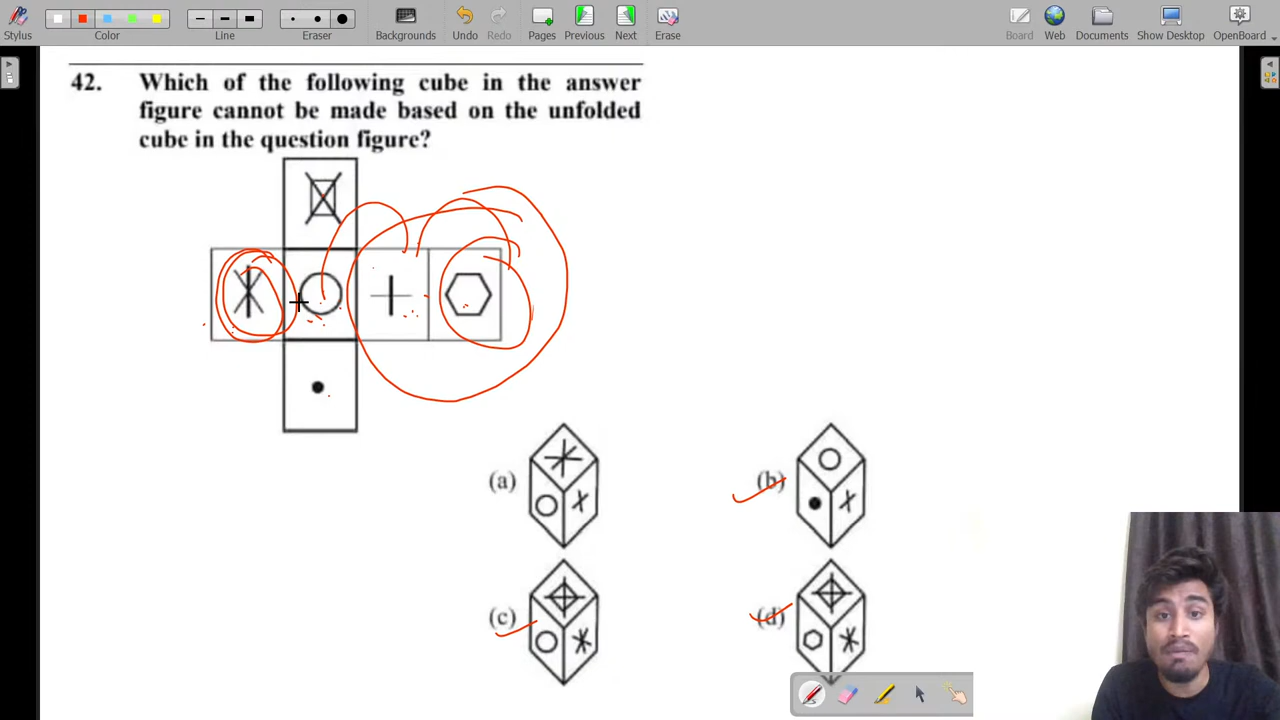 Stylus
Color
Line
Eraser
Backgrounds
Undo
Redo
Pages
Previous
Next
Erase
Board
Web
Documents
Show Desktop
OpenBoard
42. Which of the following cube in the answer
figure cannot be made based on the unfolded
cube in the question figure?
(a)
(b)
(c)
(d)